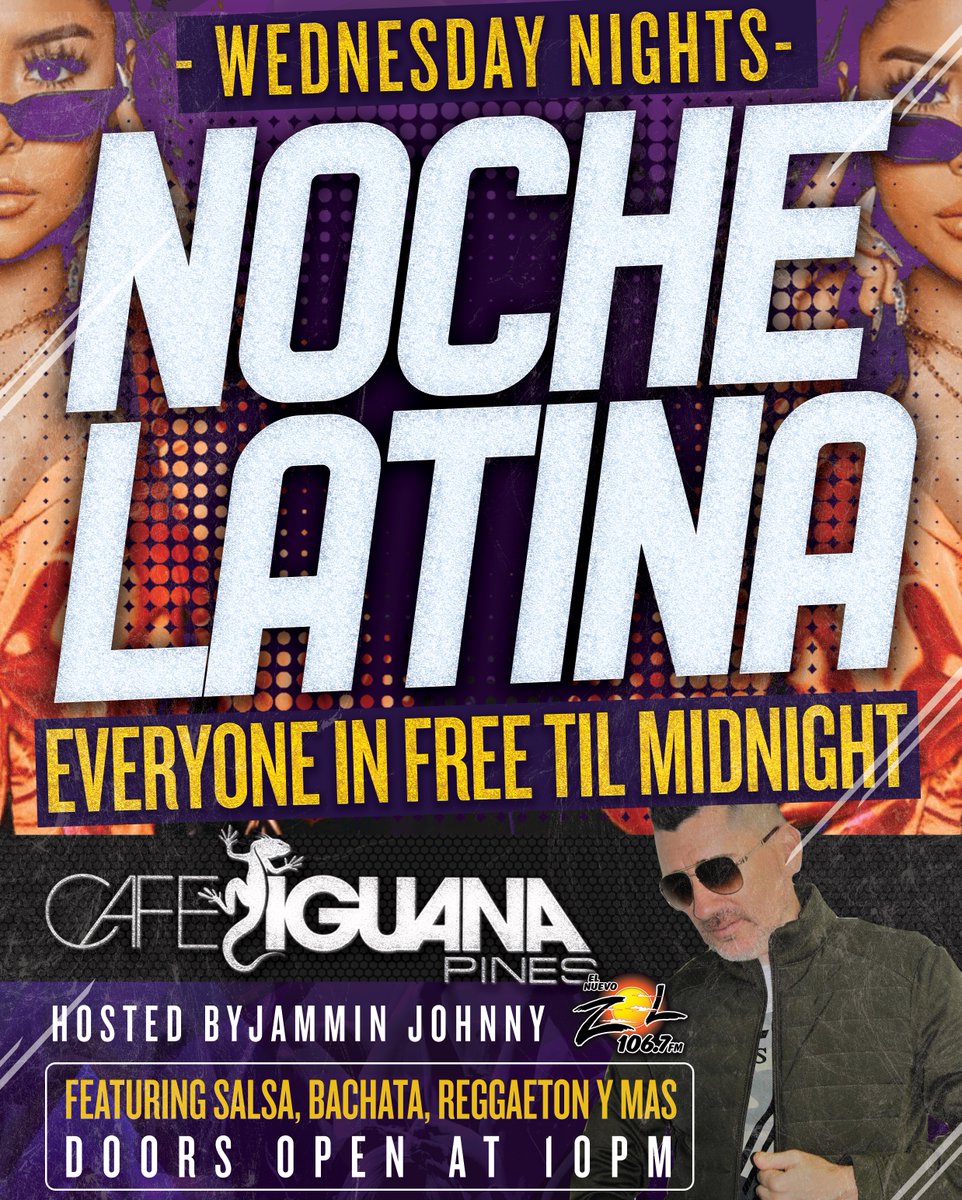 - WEDNESDAY NIGHTS-
NOCHE
LATINA
EVERYONE IN FREE TIL MIDNIGHT
CAFE IGUANA
PINES
HOSTED BYJAMMIN JOHNNY
EL
NUEVO
ZOL
106.7FM
FEATURING SALSA, BACHATA, REGGAETON Y MAS
DOORS OPEN AT 10PM